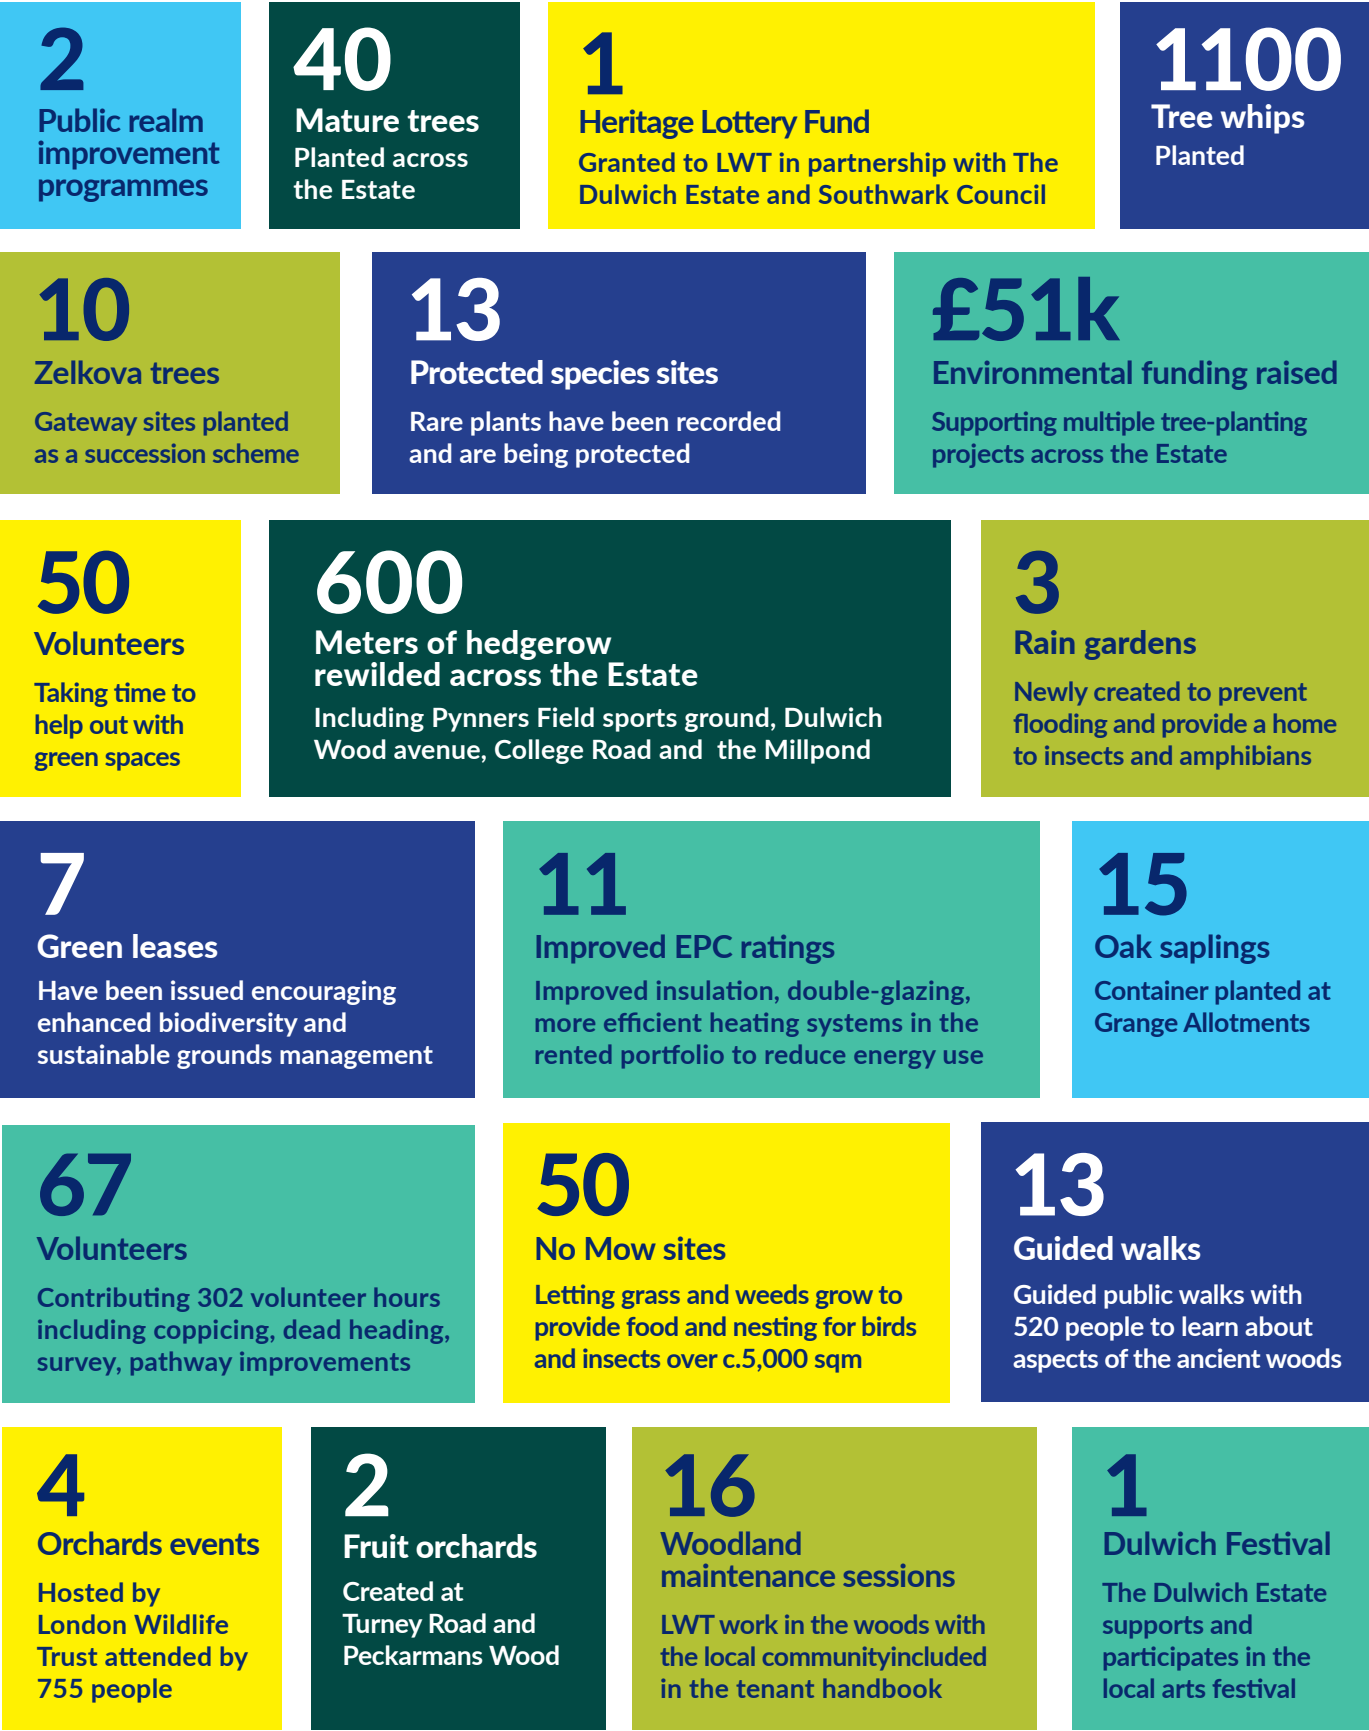 2
Public realm
improvement
programmes
40
Mature trees
Planted across
the Estate
1
Heritage Lottery Fund
Granted to LWT in partnership with The
Dulwich Estate and Southwark Council
1100
Tree whips
Planted
10
Zelkova trees
Gateway sites planted
as a succession scheme
13
Protected species sites
Rare plants have been recorded
and are being protected
£51k
Environmental funding raised
Supporting multiple tree-planting
projects across the Estate
50
Volunteers
Taking time to
help out with
green spaces
600
Meters of hedgerow
rewilded across the Estate
Including Pynners Field sports ground, Dulwich
Wood avenue, College Road and  the Millpond
3
Rain gardens
Newly created to prevent
flooding and provide a home
to insects and amphibians
7
Green leases
Have been issued encouraging
enhanced biodiversity and
sustainable grounds management
11
Improved EPC ratings
Improved insulation, double-glazing,
more efficient heating systems in the
rented portfolio to reduce energy use
15
Oak saplings
Container planted at
Grange Allotments
67
Volunteers
Contributing 302 volunteer hours
including coppicing, dead heading,
survey, pathway improvements
50
No Mow sites
Letting grass and weeds grow to
provide food and nesting for birds
and insects over c.5,000 sqm
13
Guided walks
Guided public walks with
520 people to learn about
aspects of the ancient woods
4
Orchards events
Hosted by
London Wildlife
Trust attended by
755 people
2
Fruit orchards
Created at
Turney Road and
Peckarmans Wood
16
Woodland
maintenance sessions
LWT work in the woods with
the local communityincluded
in the tenant handbook
1
Dulwich Festival
The Dulwich Estate
supports and
participates in the
local arts festival